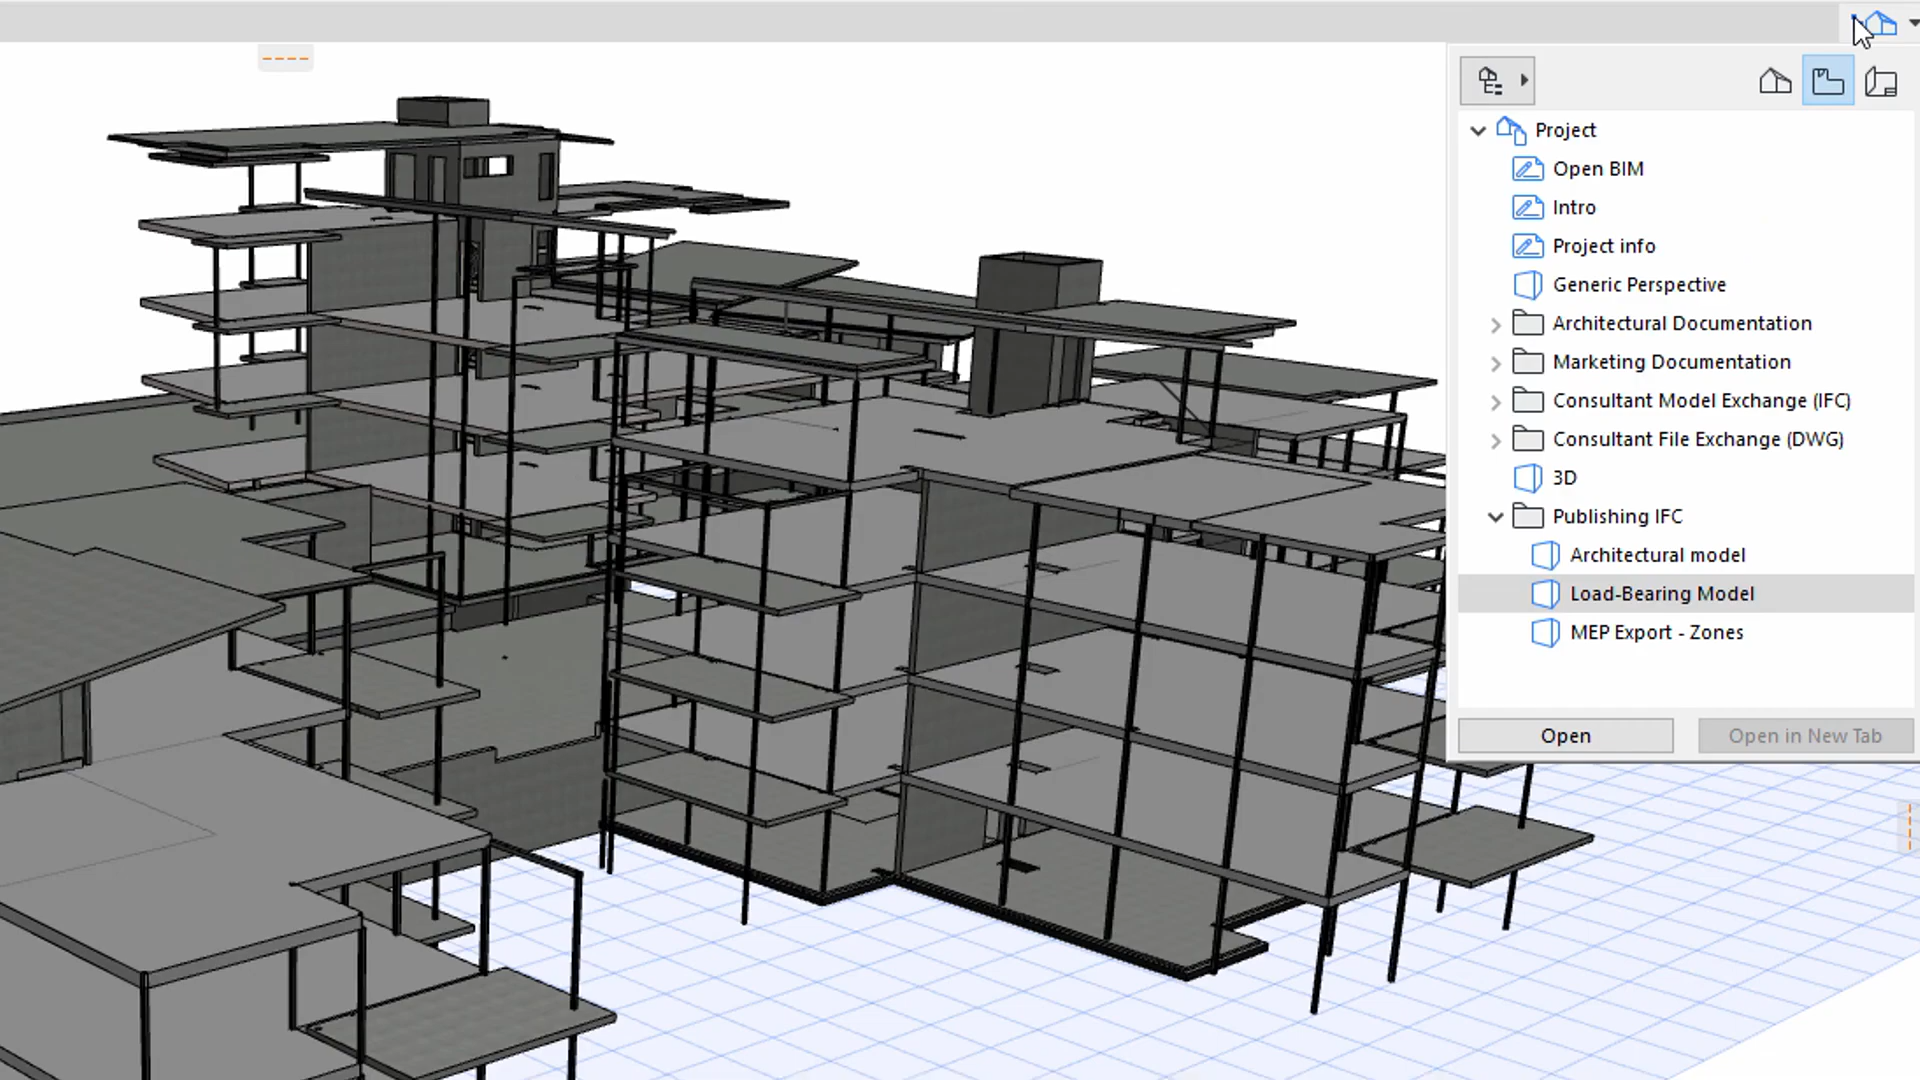 Project
Open BIM
Intro
Project info
Generic Perspective
Architectural Documentation
Marketing Documentation
Consultant Model Exchange (IFC)
Consultant File Exchange (DWG)
3D
Publishing IFC
Architectural model
Load-Bearing Model
MEP Export - Zones
Open
Open in New Tab